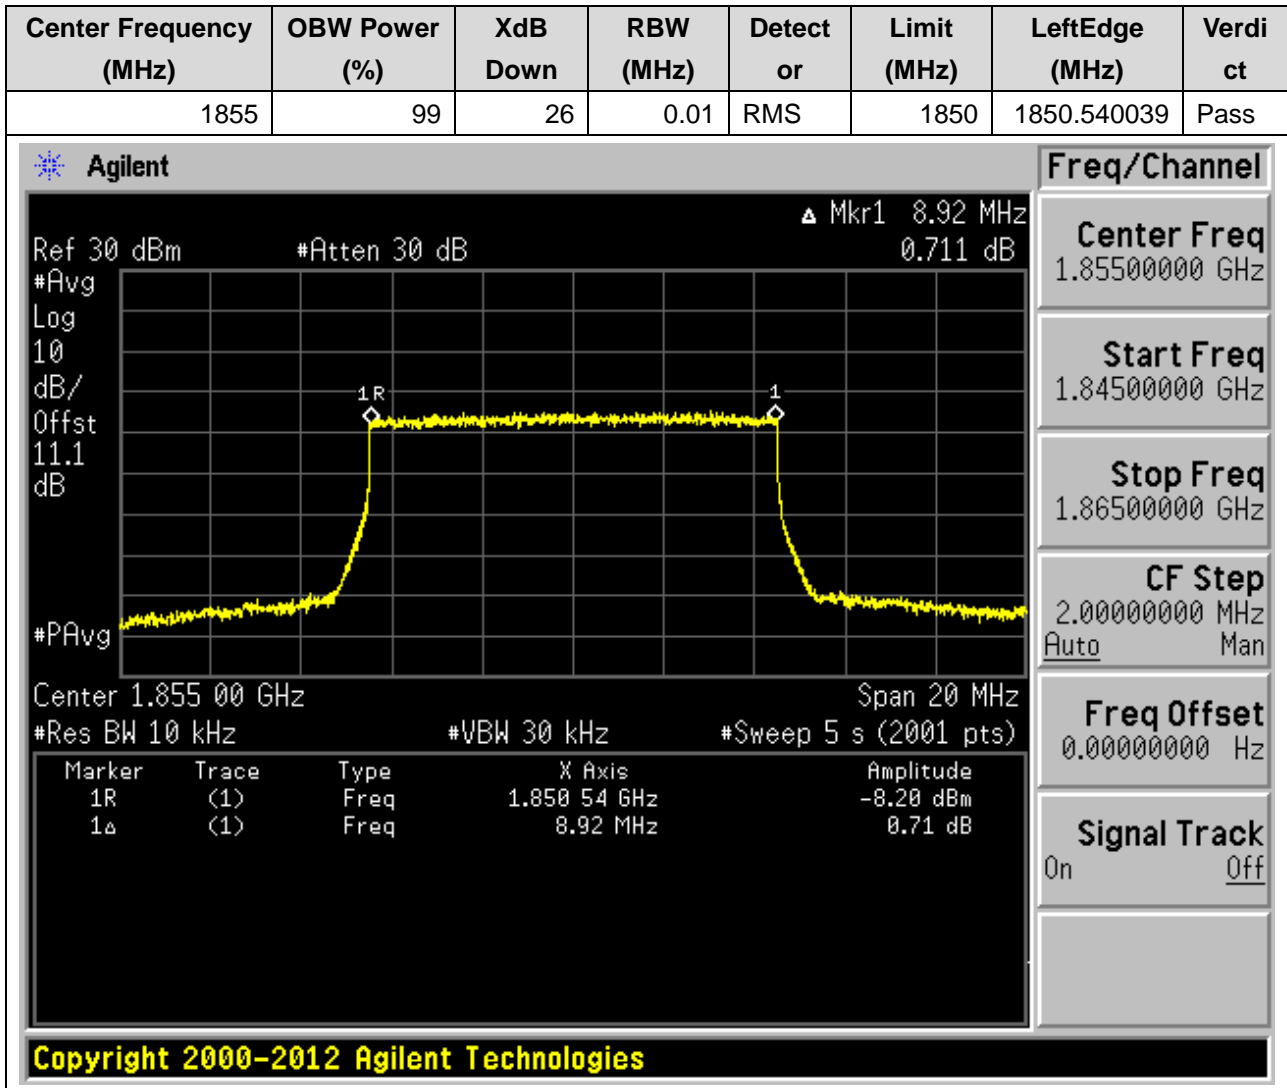 Center Frequency OBW Power XdB RBW Detect Limit LeftEdge Verdi
(MHz) (%) Down (MHz) or (MHz) (MHz) ct
1855 99 26 0.01 RMS 1850 1850.540039 Pass
Agilent
Freq/Channel
Δ Mkr1 8.92 MHz
Ref 30 dBm #Atten 30 dB 0.711 dB
#Avg
Log
10
dB/
Offst
11.1
dB
#PAvg
1R
1
Center 1.855 00 GHz Span 20 MHz
#Res BW 10 kHz #VBW 30 kHz #Sweep 5 s (2001 pts)
Marker Trace Type X Axis Amplitude
1R (1) Freq 1.850 54 GHz -8.20 dBm
1Δ (1) Freq 8.92 MHz 0.71 dB
Center Freq
1.85500000 GHz
Start Freq
1.84500000 GHz
Stop Freq
1.86500000 GHz
CF Step
2.00000000 MHz
Auto Man
Freq Offset
0.00000000 Hz
Signal Track
On Off
Copyright 2000-2012 Agilent Technologies